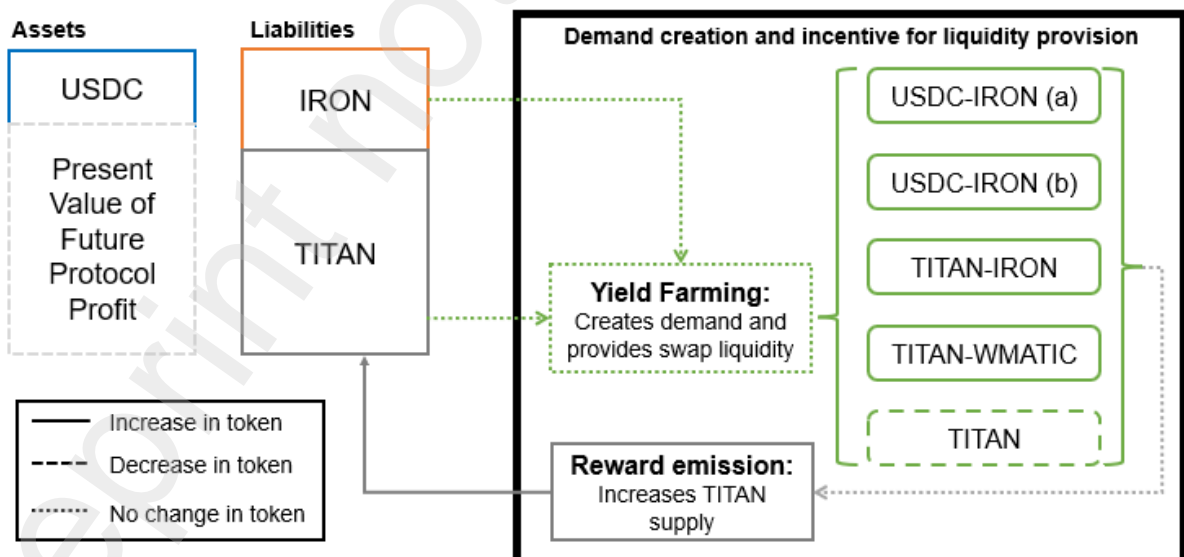 Assets
USDC
Present
Value of
Future
Protocol
Profit
Liabilities
IRON
TITAN
Increase in token
Decrease in token
No change in token
Demand creation and incentive for liquidity provision
Yield Farming:
Creates demand and
provides swap liquidity
USDC-IRON (a)
USDC-IRON (b)
TITAN-IRON
TITAN-WMATIC
TITAN
Reward emission:
Increases TITAN
supply
eprint no